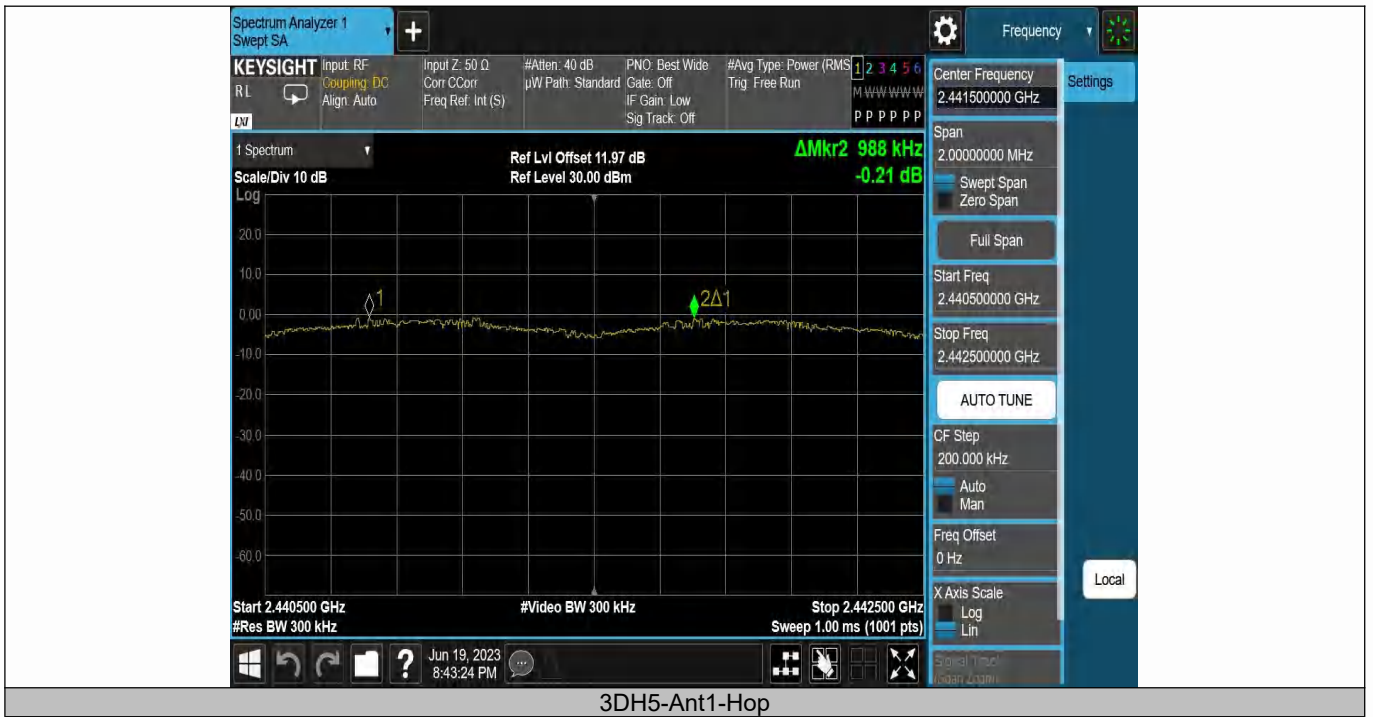 Spectrum Analyzer 1
Swept SA
+
Frequency
KEYSIGHT
RL
LXI
Input: RF
Coupling: DC
Align: Auto
Input Z: 50 Ω
Corr CCorr
Freq Ref: Int (S)
#Atten: 40 dB
µW Path: Standard
PNO: Best Wide
Gate: Off
IF Gain: Low
Sig Track: Off
#Avg Type: Power (RMS
Trig: Free Run
1 2 3 4 5 6
M W W W W W
P P P P P P
1 Spectrum
Scale/Div 10 dB
Log
Ref Lvl Offset 11.97 dB
Ref Level 30.00 dBm
ΔMkr2 988 kHz
-0.21 dB
20.0
10.0
0.00
-10.0
-20.0
-30.0
-40.0
-50.0
-60.0
1
2Δ1
Start 2.440500 GHz
#Res BW 300 kHz
#Video BW 300 kHz
Stop 2.442500 GHz
Sweep 1.00 ms (1001 pts)
Center Frequency
2.441500000 GHz
Settings
Span
2.00000000 MHz
Swept Span
Zero Span
Full Span
Start Freq
2.440500000 GHz
Stop Freq
2.442500000 GHz
AUTO TUNE
CF Step
200.000 kHz
Auto
Man
Freq Offset
0 Hz
X Axis Scale
Log
Lin
Signal Track
(Span Zoom)
Local
?
Jun 19, 2023
8:43:24 PM
3DH5-Ant1-Hop